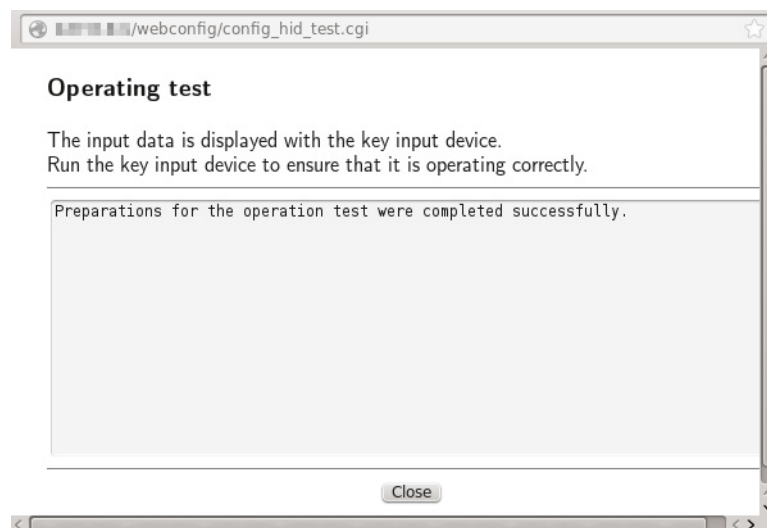 /webconfig/config_hid_test.cgi
Operating test
The input data is displayed with the key input device.
Run the key input device to ensure that it is operating correctly.
Preparations for the operation test were completed successfully.
Close